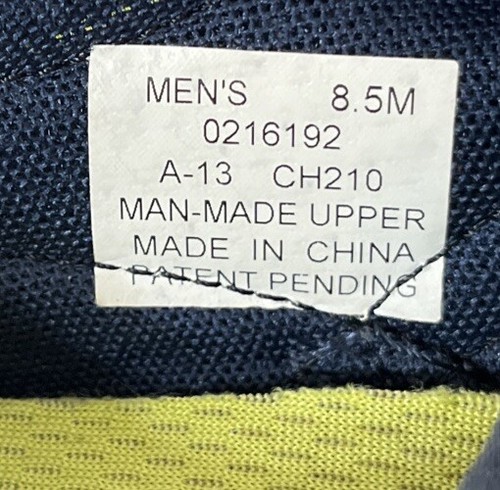 MEN'S 8.5M
0216192
A-13 CH210
MAN-MADE UPPER
MADE IN CHINA
PATENT PENDING